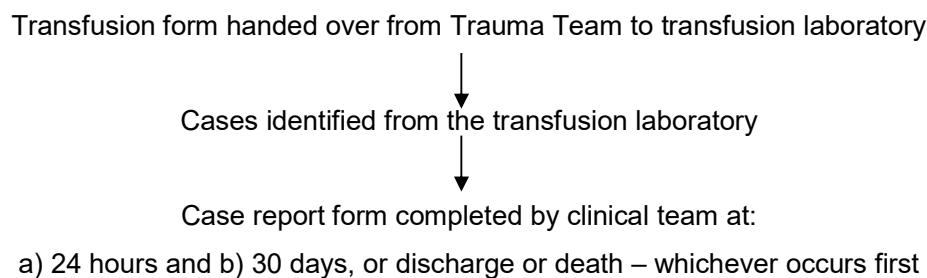 Transfusion form handed over from Trauma Team to transfusion laboratory
Cases identified from the transfusion laboratory
Case report form completed by clinical team at:
a) 24 hours and b) 30 days, or discharge or death – whichever occurs first